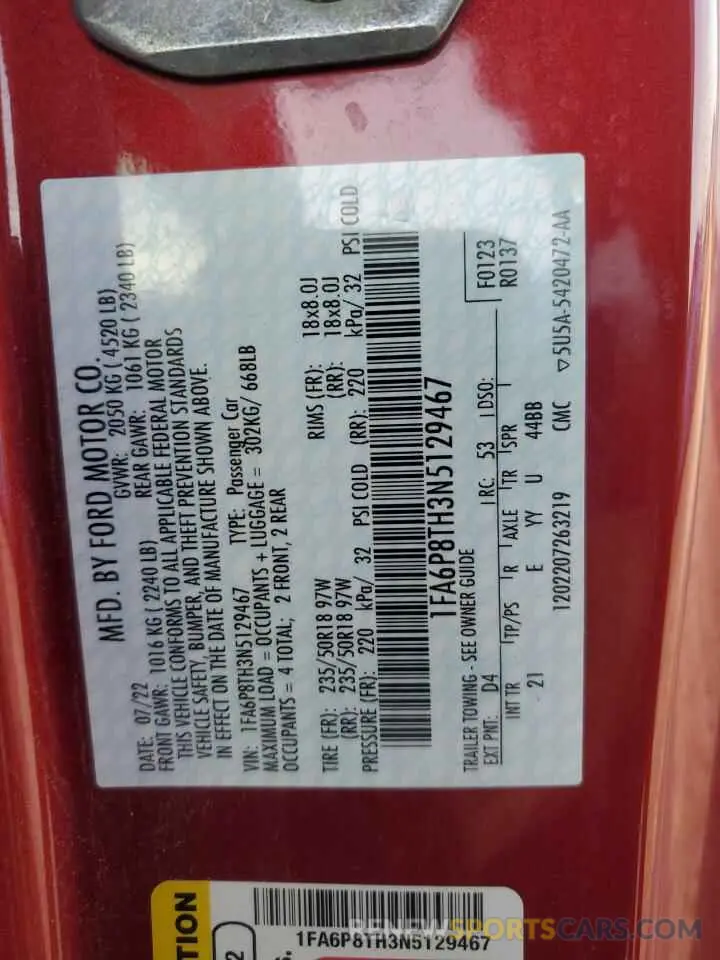 MFD. BY FORD MOTOR CO.
DATE: 07/22 GVWR: 2050 KG ( 4520 LB)
FRONT GAWR: 1016 KG ( 2240 LB) REAR GAWR: 1061 KG ( 2340 LB)
THIS VEHICLE CONFORMS TO ALL APPLICABLE FEDERAL MOTOR
VEHICLE SAFETY, BUMPER, AND THEFT PREVENTION STANDARDS
IN EFFECT ON THE DATE OF MANUFACTURE SHOWN ABOVE.
VIN: 1FA6P8TH3N5129467 TYPE: Passenger Car
MAXIMUM LOAD = OCCUPANTS + LUGGAGE = 302KG/ 668LB
OCCUPANTS = 4 TOTAL; 2 FRONT, 2 REAR
TIRE (FR): 235/50R18 97W RIMS (FR): 18x8.0J
(RR): 235/50R18 97W (RR): 18x8.0J
PRESSURE (FR): 220 kPa/ 32 PSI COLD (RR): 220 kPa/ 32 PSI COLD
1FA6P8TH3N5129467
TRAILER TOWING - SEE OWNER GUIDE
EXT PNT: D4 RC: 53 DSO: F0123
R0137
INT TR TP/PS R AXLE TR SPR
21 E YY U 44BB
1202207263219 CMC ▽5U5A-5420472-AA
TION
2
1FA6P8TH3N5129467
RENEWSPORTSCARS.COM